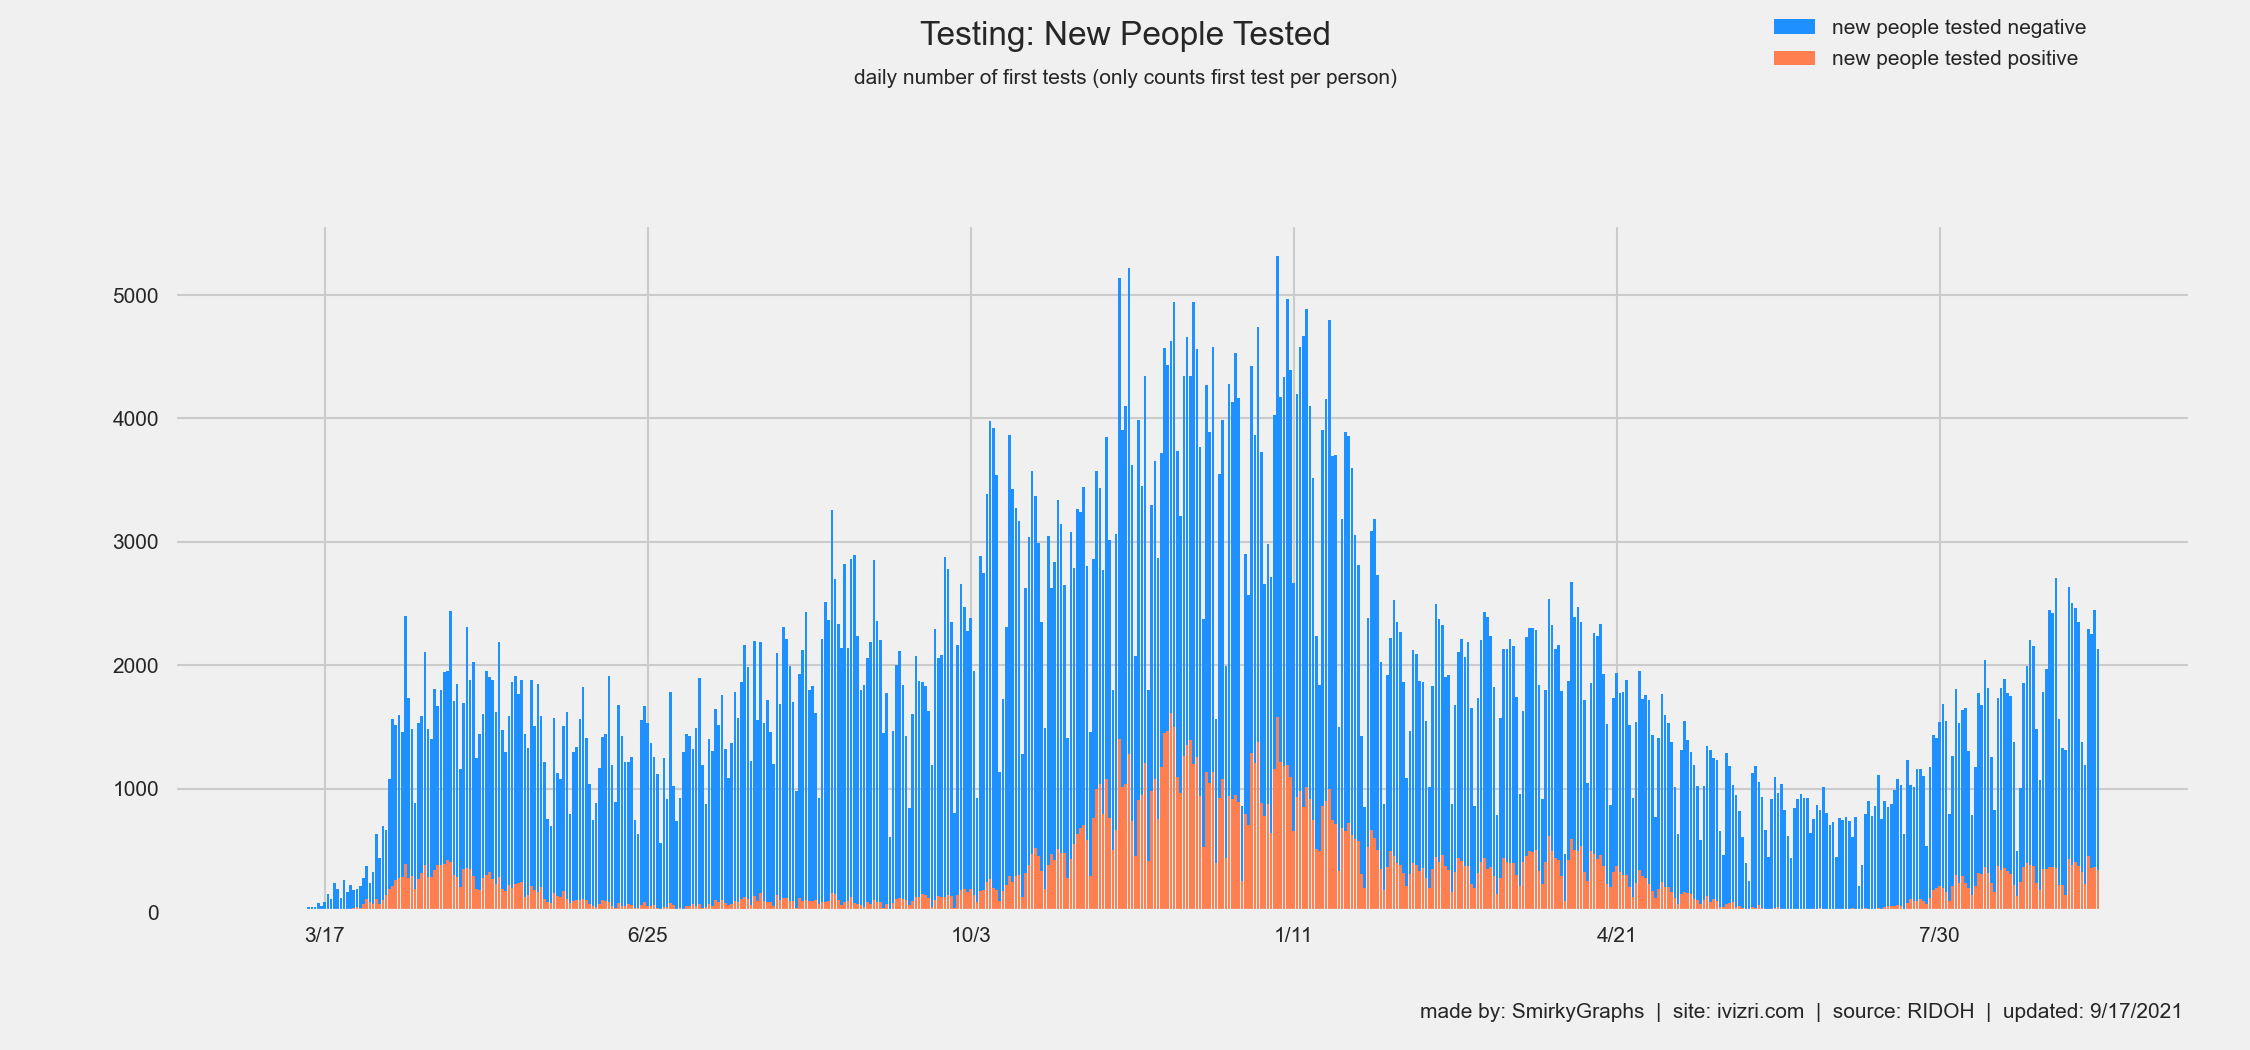 Testing: New People Tested
daily number of first tests (only counts first test per person)
new people tested negative
new people tested positive
5000
4000
3000
2000
1000
0
3/17 6/25 10/3 1/11 4/21 7/30
made by: SmirkyGraphs | site: ivizri.com | source: RIDOH | updated: 9/17/2021